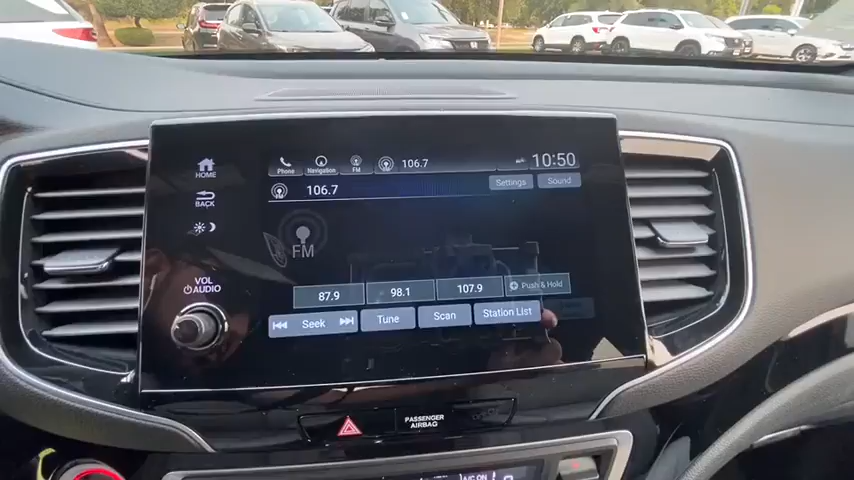 HOME
Phone
Navigation
FM
106.7
10:50
BACK
106.7
Settings
Sound
FM
VOL
AUDIO
87.9
98.1
107.9
Push & Hold
Seek
Tune
Scan
Station List
PASSENGER
AIRBAG
A/C ON